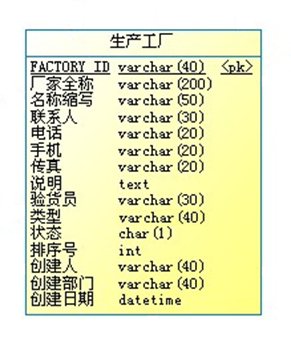 生产工厂
FACTORY_ID varchar(40) <pk>
厂家全称 varchar(200)
名称缩写 varchar(50)
联系人 varchar(30)
电话 varchar(20)
手机 varchar(20)
传真 varchar(20)
说明 text
验货员 varchar(30)
类型 varchar(40)
状态 char(1)
排序号 int
创建人 varchar(40)
创建部门 varchar(40)
创建日期 datetime